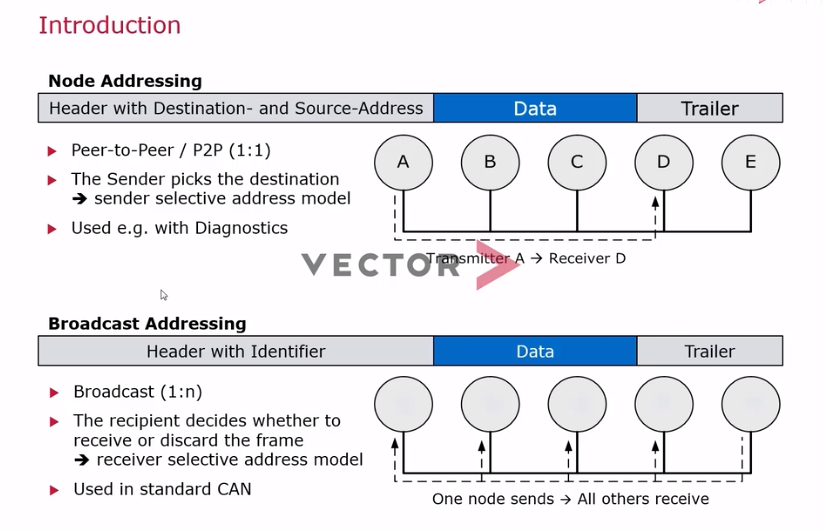 Introduction
Node Addressing
Header with Destination- and Source-Address Data Trailer
► Peer-to-Peer / P2P (1:1)
► The Sender picks the destination
➔ sender selective address model
► Used e.g. with Diagnostics
A B C D E
Transmitter A → Receiver D
VECTOR
Broadcast Addressing
Header with Identifier Data Trailer
► Broadcast (1:n)
► The recipient decides whether to
receive or discard the frame
➔ receiver selective address model
► Used in standard CAN
One node sends → All others receive